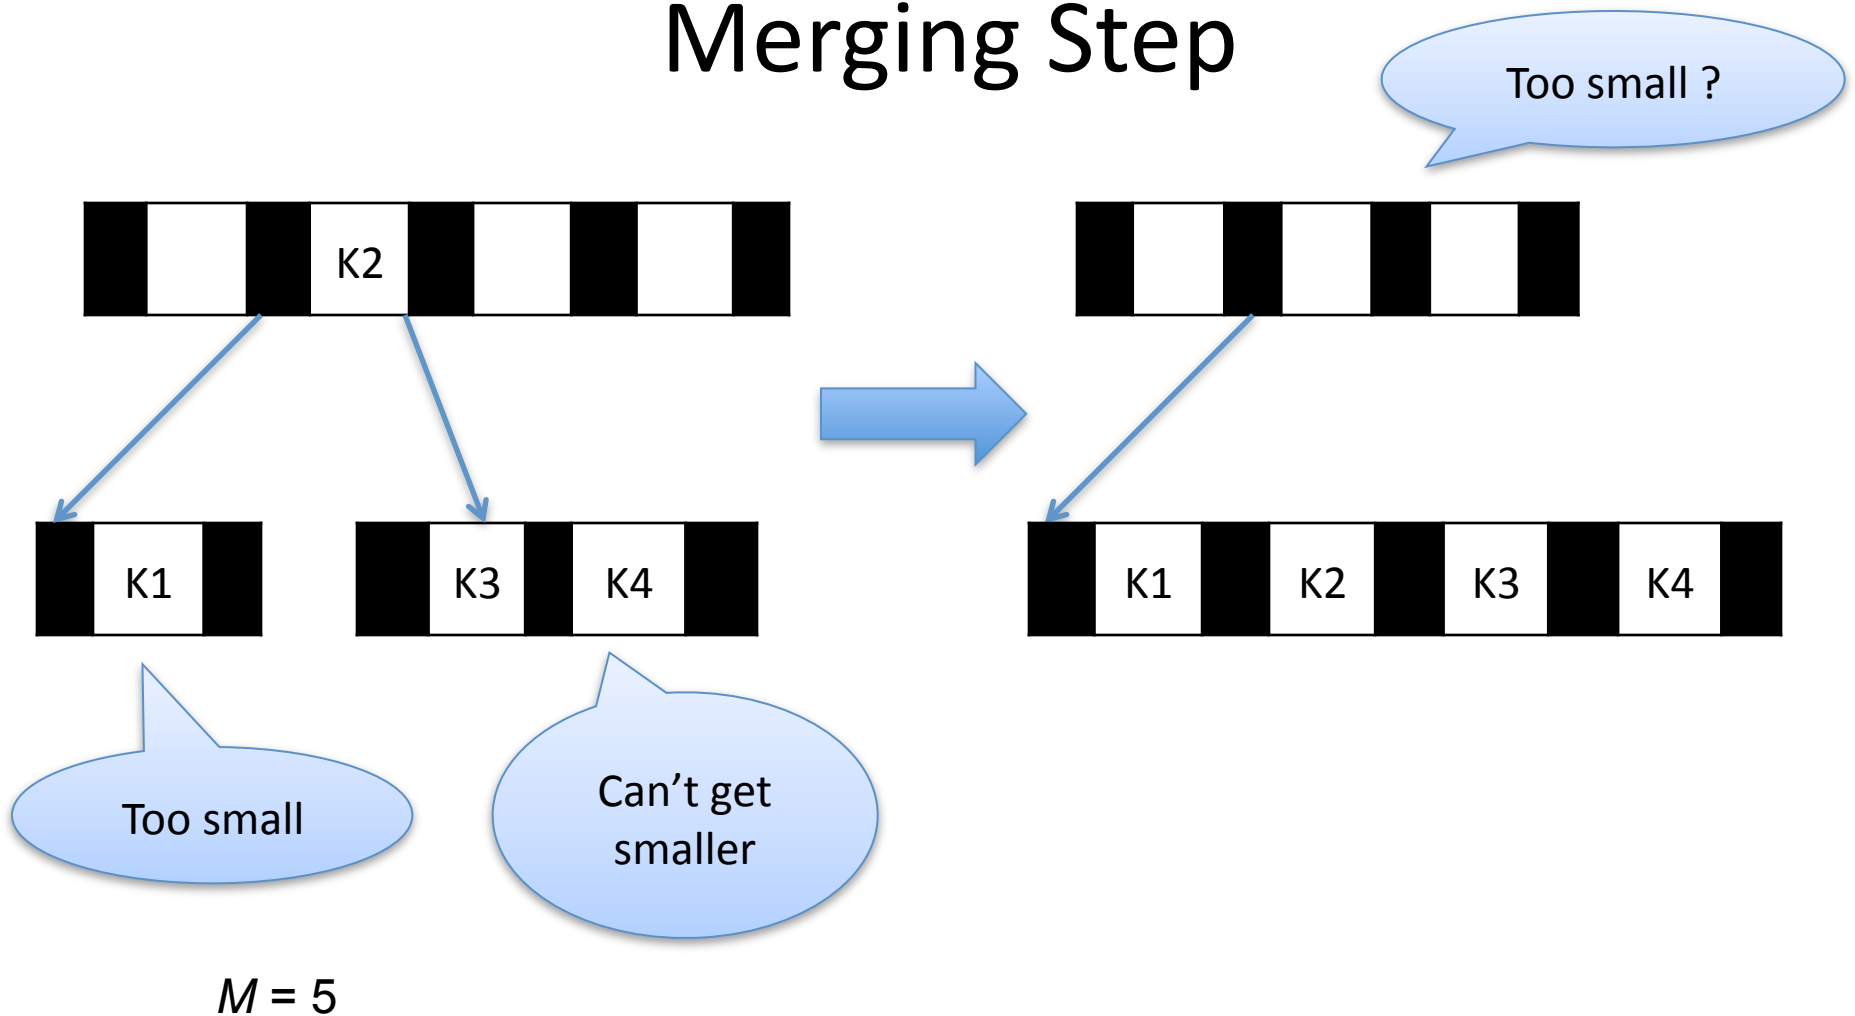 Merging Step
Too small ?
K2
K1
K3
K4
K1
K2
K3
K4
Too small
Can’t get
smaller
M = 5